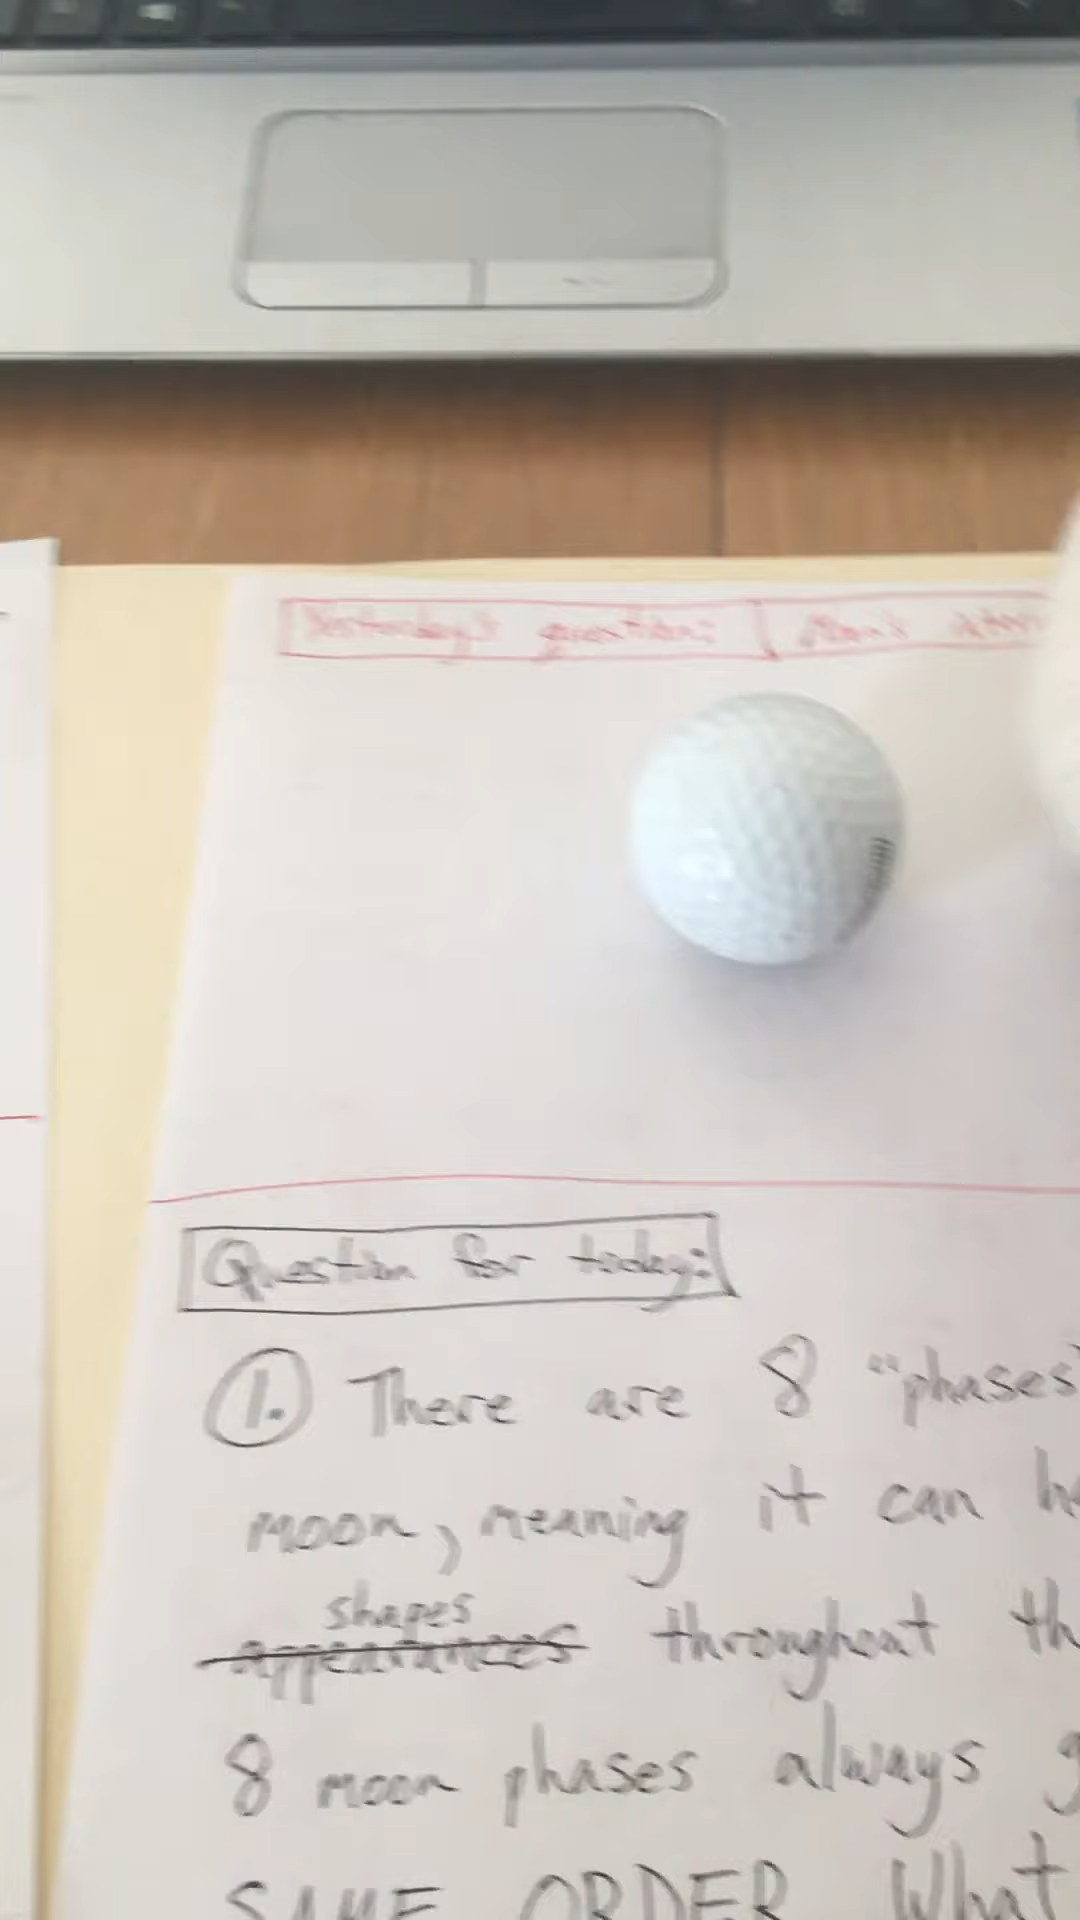 Yesterday's question:
Question for today:
1. There are 8 "phases"
moon, meaning it can
shapes
appearances throughout
8 moon phases always
SAME ORDER What